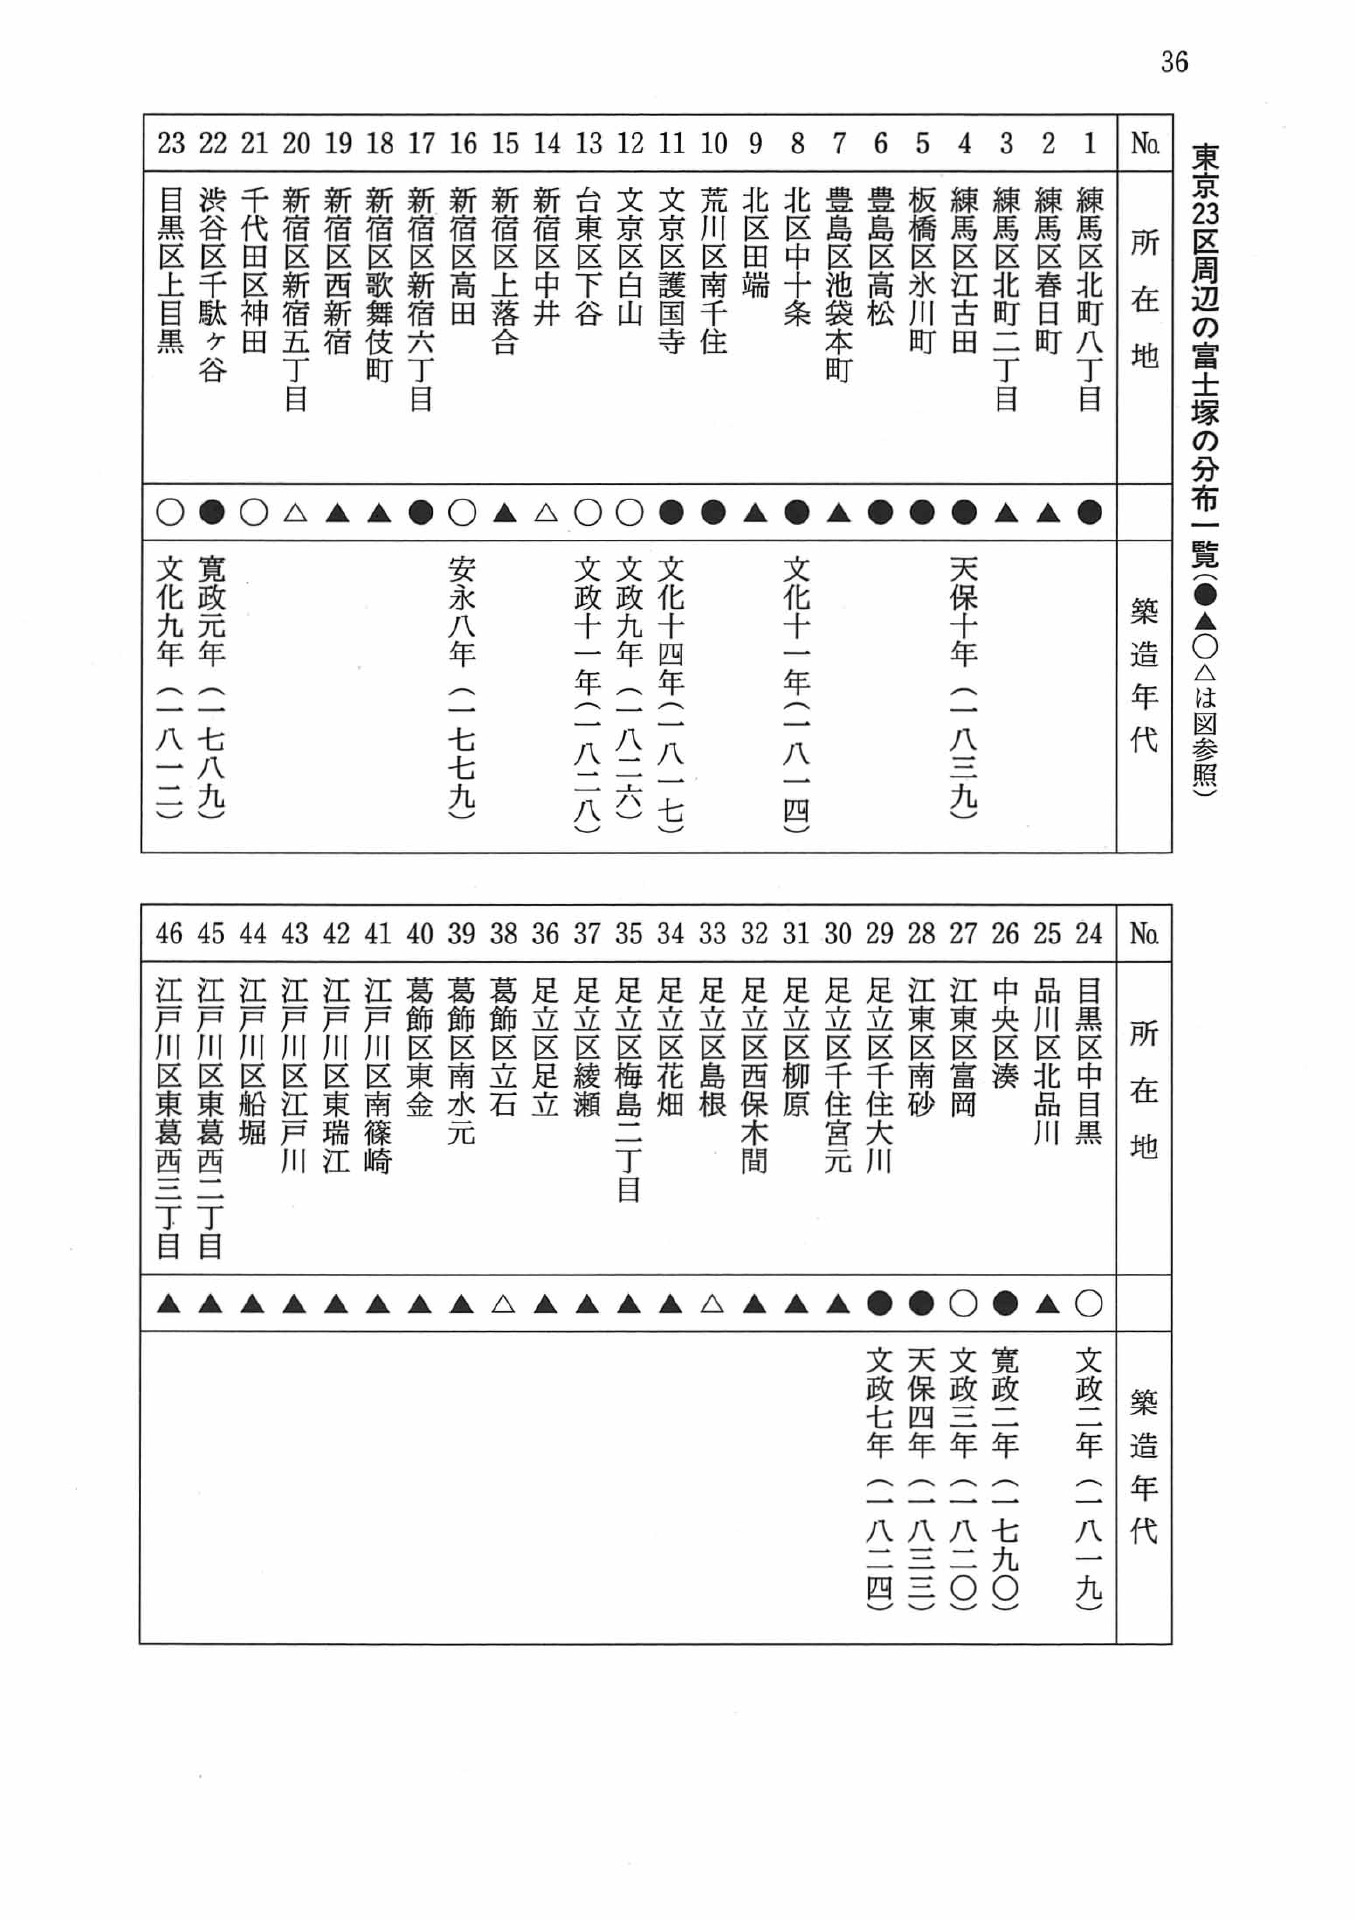 36
東京23区周辺の富士塚の分布一覧（●▲○△は図参照）
No. 所在地 築造年代
1 練馬区北町八丁目 ●
2 練馬区春日町 ▲
3 練馬区北町二丁目 ▲
4 練馬区江古田 ● 天保十年（一八三九）
5 板橋区氷川町 ●
6 豊島区高松 ●
7 豊島区池袋本町 ▲
8 北区中十条 ● 文化十一年（一八一四）
9 北区田端 ▲
10 荒川区南千住 ●
11 文京区護国寺 ● 文化十四年（一八一七）
12 文京区白山 ○ 文政九年（一八二六）
13 台東区下谷 ○ 文政十一年（一八二八）
14 新宿区中井 △
15 新宿区上落合 ▲
16 新宿区高田 ○ 安永八年（一七七九）
17 新宿区新宿六丁目 ●
18 新宿区歌舞伎町 ▲
19 新宿区西新宿 ▲
20 新宿区新宿五丁目 △
21 千代田区神田 ○
22 渋谷区千駄ヶ谷 ● 寛政元年（一七八九）
23 目黒区上目黒 ○ 文化九年（一八一二）
No. 所在地 築造年代
24 目黒区中目黒 ○ 文政二年（一八一九）
25 品川区北品川 ▲
26 中央区湊 ● 寛政二年（一七九〇）
27 江東区富岡 ○ 文政三年（一八二〇）
28 江東区南砂 ● 天保四年（一八三三）
29 足立区千住大川 ● 文政七年（一八二四）
30 足立区千住宮元 ▲
31 足立区柳原 ▲
32 足立区西保木間 ▲
33 足立区島根 △
34 足立区花畑 ▲
35 足立区梅島二丁目 ▲
37 足立区綾瀬 ▲
36 足立区足立 ▲
38 葛飾区立石 △
39 葛飾区南水元 ▲
40 葛飾区東金 ▲
41 江戸川区南篠崎 ▲
42 江戸川区東瑞江 ▲
43 江戸川区江戸川 ▲
44 江戸川区船堀 ▲
45 江戸川区東葛西二丁目 ▲
46 江戸川区東葛西三丁目 ▲